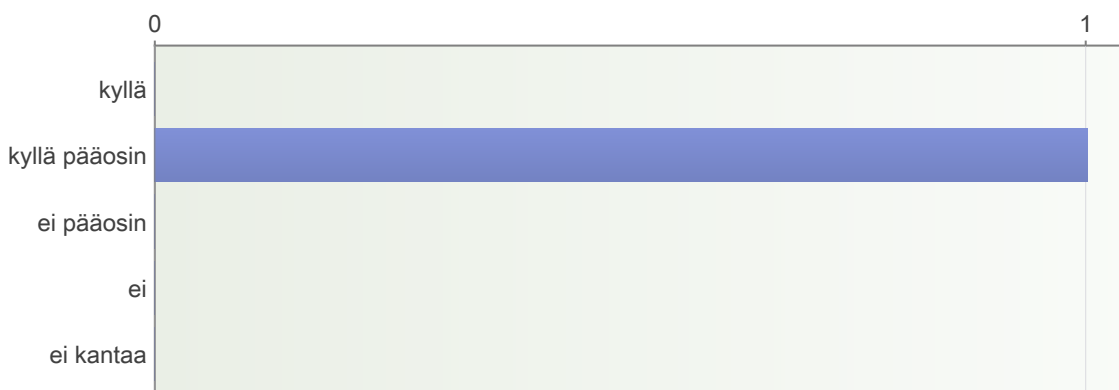 0 1
kyllä
kyllä pääosin
ei pääosin
ei
ei kantaa